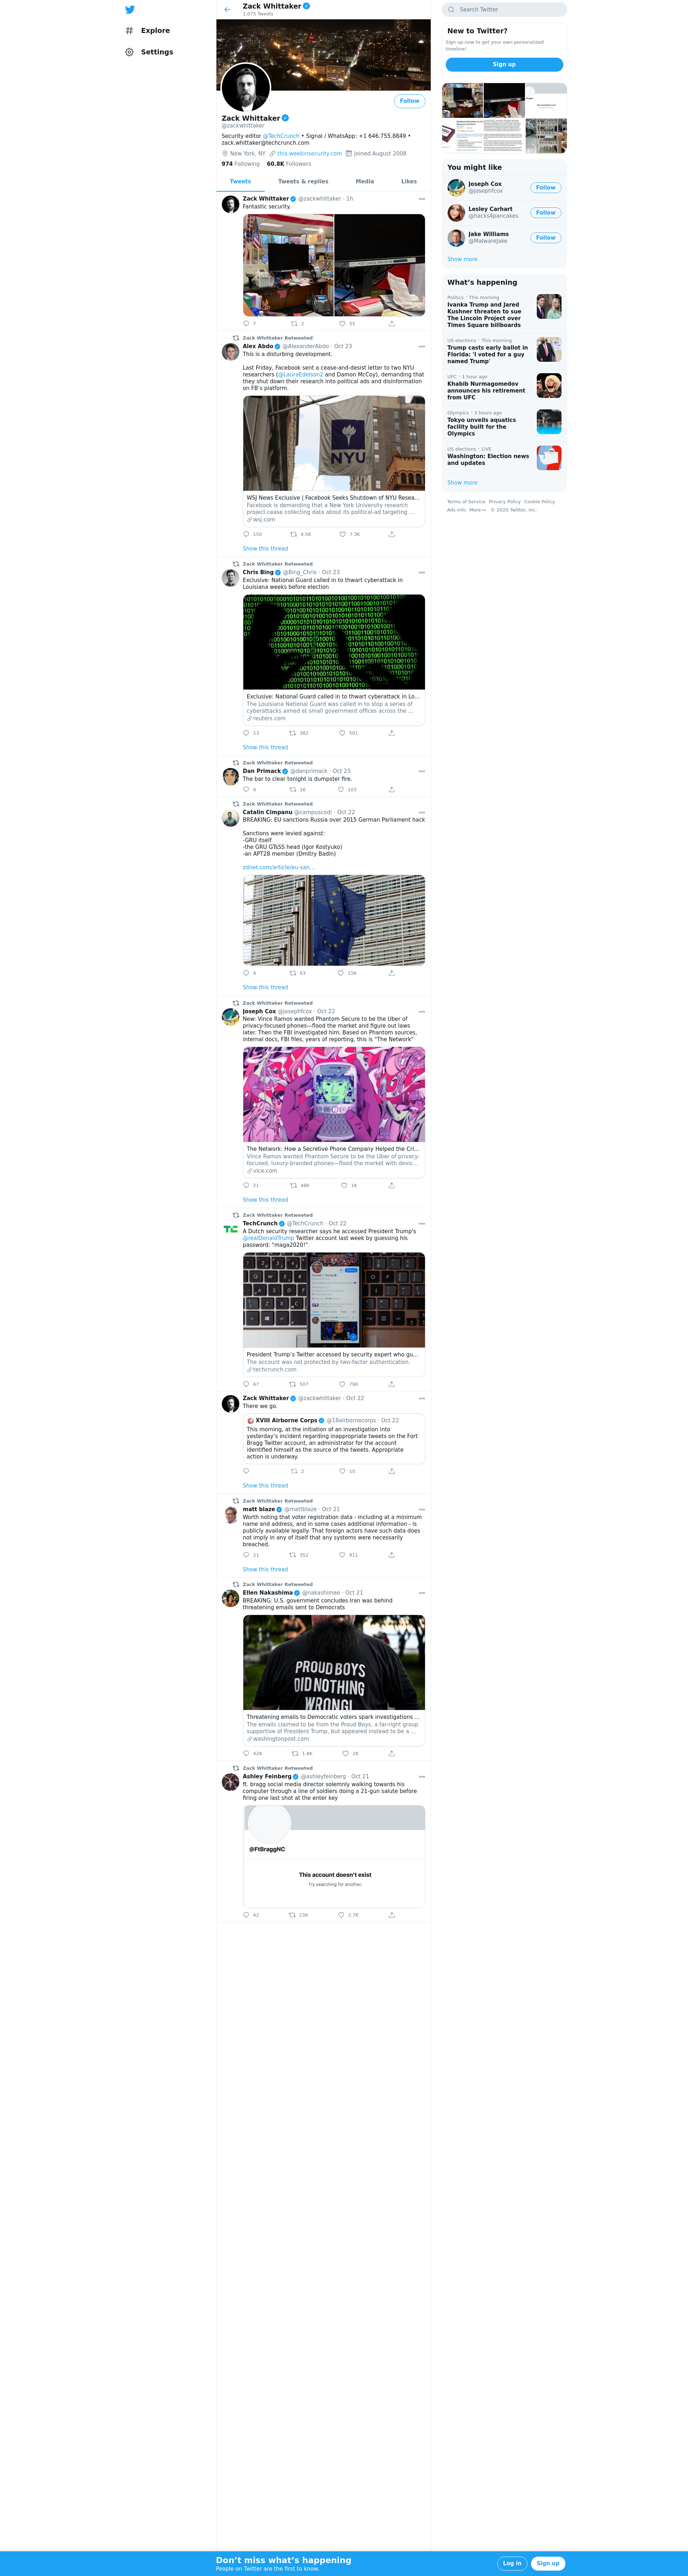 Explore
Settings
Zack Whittaker
1,075 Tweets
Follow
Zack Whittaker
@zackwhittaker
Security editor @TechCrunch • Signal / WhatsApp: +1 646.755.8849 •
zack.whittaker@techcrunch.com
New York, NY this.weekinsecurity.com Joined August 2008
974 Following 60.8K Followers
Tweets Tweets & replies Media Likes
Zack Whittaker @zackwhittaker · 1h
Fantastic security.
7 2 55
Zack Whittaker Retweeted
Alex Abdo @AlexanderAbdo · Oct 23
This is a disturbing development.
Last Friday, Facebook sent a cease-and-desist letter to two NYU
researchers (@LauraEdelson2 and Damon McCoy), demanding that
they shut down their research into political ads and disinformation
on FB's platform.
NYU
WSJ News Exclusive | Facebook Seeks Shutdown of NYU Resea...
Facebook is demanding that a New York University research
project cease collecting data about its political-ad targeting ...
wsj.com
150 4.5K 7.3K
Show this thread
Zack Whittaker Retweeted
Chris Bing @Bing_Chris · Oct 23
Exclusive: National Guard called in to thwart cyberattack in
Louisiana weeks before election
Exclusive: National Guard called in to thwart cyberattack in Lo...
The Louisiana National Guard was called in to stop a series of
cyberattacks aimed at small government offices across the ...
reuters.com
23 382 501
Show this thread
Zack Whittaker Retweeted
Dan Primack @danprimack · Oct 23
The bar to clear tonight is dumpster fire.
4 16 103
Zack Whittaker Retweeted
Catalin Cimpanu @campuscodi · Oct 22
BREAKING: EU sanctions Russia over 2015 German Parliament hack
Sanctions were levied against:
-GRU itself
-the GRU GTsSS head (Igor Kostyuko)
-an APT28 member (Dmitry Badin)
zdnet.com/article/eu-san...
4 63 156
Show this thread
Zack Whittaker Retweeted
Joseph Cox @josephfcox · Oct 22
New: Vince Ramos wanted Phantom Secure to be the Uber of
privacy-focused phones—flood the market and figure out laws
later. Then the FBI investigated him. Based on Phantom sources,
internal docs, FBI files, years of reporting, this is "The Network"
The Network: How a Secretive Phone Company Helped the Cri...
Vince Ramos wanted Phantom Secure to be the Uber of privacy-
focused, luxury-branded phones—flood the market with devic...
vice.com
21 486 1K
Show this thread
Zack Whittaker Retweeted
TC
TechCrunch @TechCrunch · Oct 22
A Dutch security researcher says he accessed President Trump's
@realDonaldTrump Twitter account last week by guessing his
password: "maga2020!".
President Trump's Twitter accessed by security expert who gu...
The account was not protected by two-factor authentication.
techcrunch.com
67 507 790
Zack Whittaker @zackwhittaker · Oct 22
There we go.
XVIII Airborne Corps @18airbornecorps · Oct 22
This morning, at the initiation of an investigation into
yesterday's incident regarding inappropriate tweets on the Fort
Bragg Twitter account, an administrator for the account
identified himself as the source of the tweets. Appropriate
action is underway.
2 10
Show this thread
Zack Whittaker Retweeted
matt blaze @mattblaze · Oct 21
Worth noting that voter registration data - including at a minimum
name and address, and in some cases additional information - is
publicly available legally. That foreign actors have such data does
not imply in any of itself that any systems were necessarily
breached.
21 352 811
Show this thread
Zack Whittaker Retweeted
Ellen Nakashima @nakashimae · Oct 21
BREAKING: U.S. government concludes Iran was behind
threatening emails sent to Democrats
PROUD BOYS
DID NOTHING
WRONG!
Threatening emails to Democratic voters spark investigations ...
The emails claimed to be from the Proud Boys, a far-right group
supportive of President Trump, but appeared instead to be a ...
washingtonpost.com
428 1.8K 2K
Zack Whittaker Retweeted
Ashley Feinberg @ashleyfeinberg · Oct 21
ft. bragg social media director solemnly walking towards his
computer through a line of soldiers doing a 21-gun salute before
firing one last shot at the enter key
@FtBraggNC
This account doesn't exist
Try searching for another.
42 236 2.7K
Search Twitter
New to Twitter?
Sign up now to get your own personalized
timeline!
Sign up
You might like
Joseph Cox
@josephfcox
Follow
Lesley Carhart
@hacks4pancakes
Follow
Jake Williams
@MalwareJake
Follow
Show more
What's happening
Politics · This morning
Ivanka Trump and Jared
Kushner threaten to sue
The Lincoln Project over
Times Square billboards
US elections · This morning
Trump casts early ballot in
Florida: 'I voted for a guy
named Trump'
UFC · 1 hour ago
Khabib Nurmagomedov
announces his retirement
from UFC
Olympics · 3 hours ago
Tokyo unveils aquatics
facility built for the
Olympics
US elections · LIVE
Washington: Election news
and updates
Show more
Terms of Service Privacy Policy Cookie Policy
Ads info More © 2020 Twitter, Inc.
Don't miss what's happening
People on Twitter are the first to know.
Log in Sign up